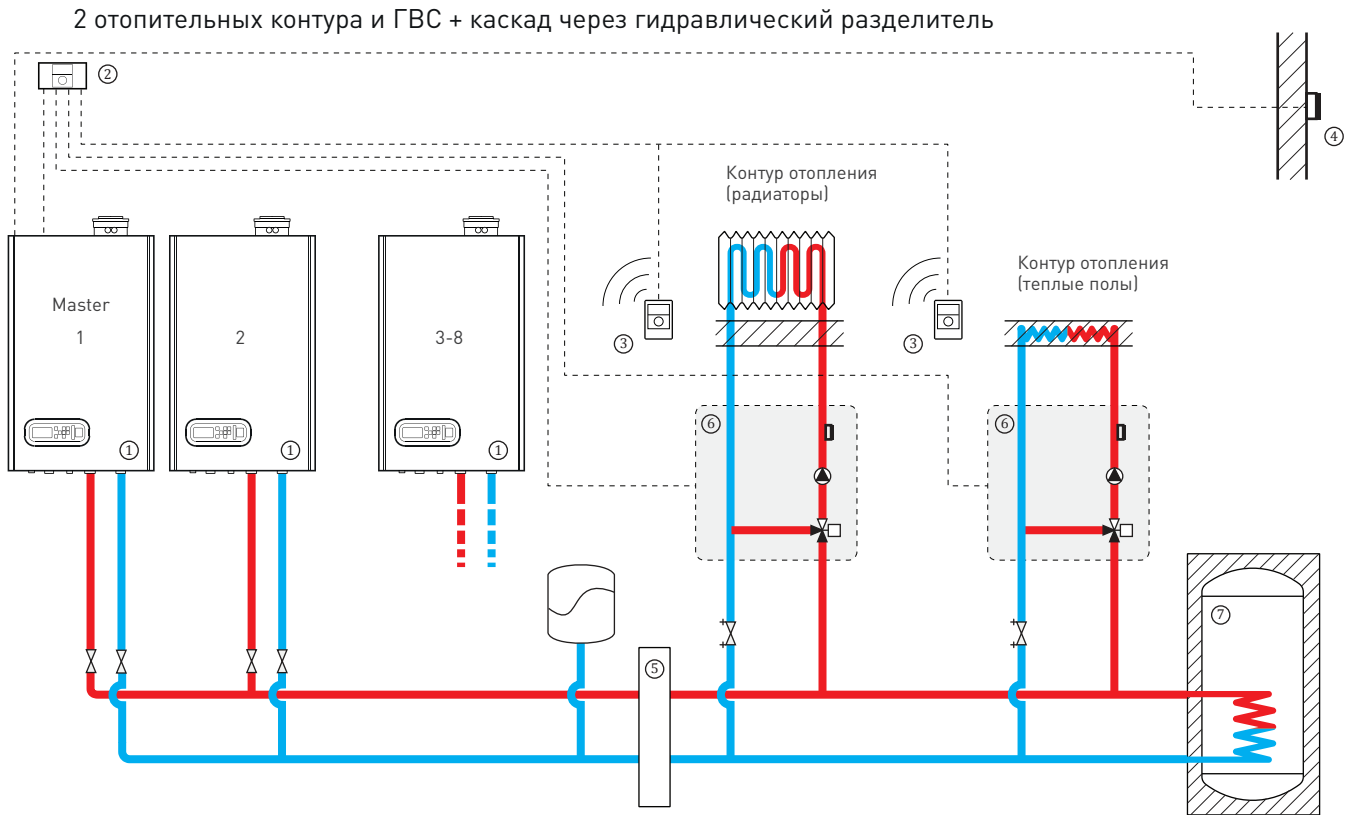 2 отопительных контура и ГВС + каскад через гидравлический разделитель
2
4
Контур отопления
(радиаторы)
Контур отопления
(теплые полы)
Master
1
2
3-8
3
3
1
1
1
6
6
5
7